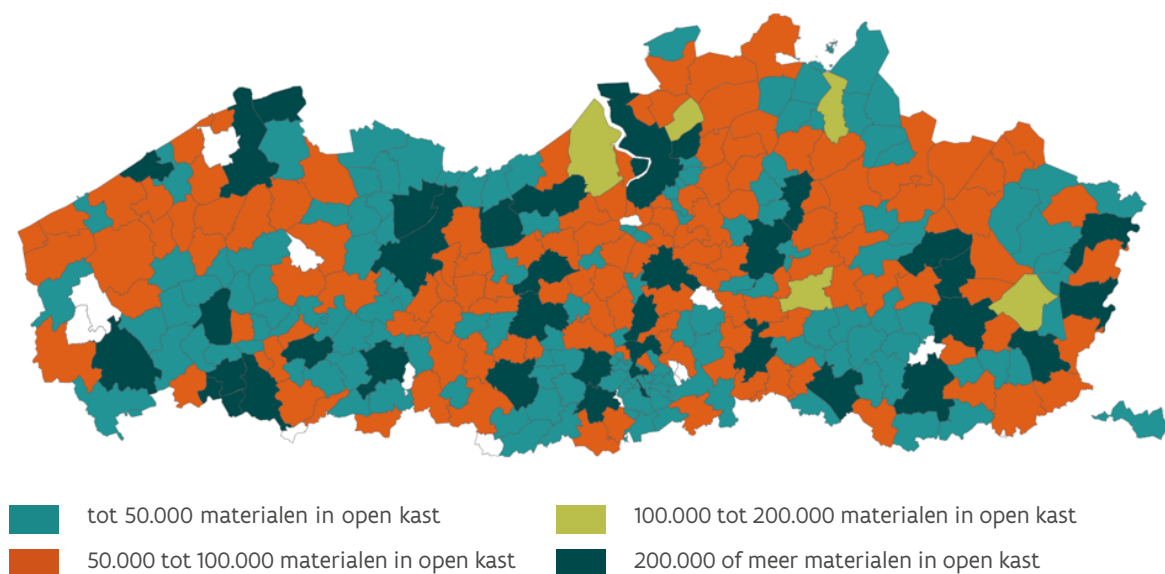 tot 50.000 materialen in open kast
100.000 tot 200.000 materialen in open kast
50.000 tot 100.000 materialen in open kast
200.000 of meer materialen in open kast